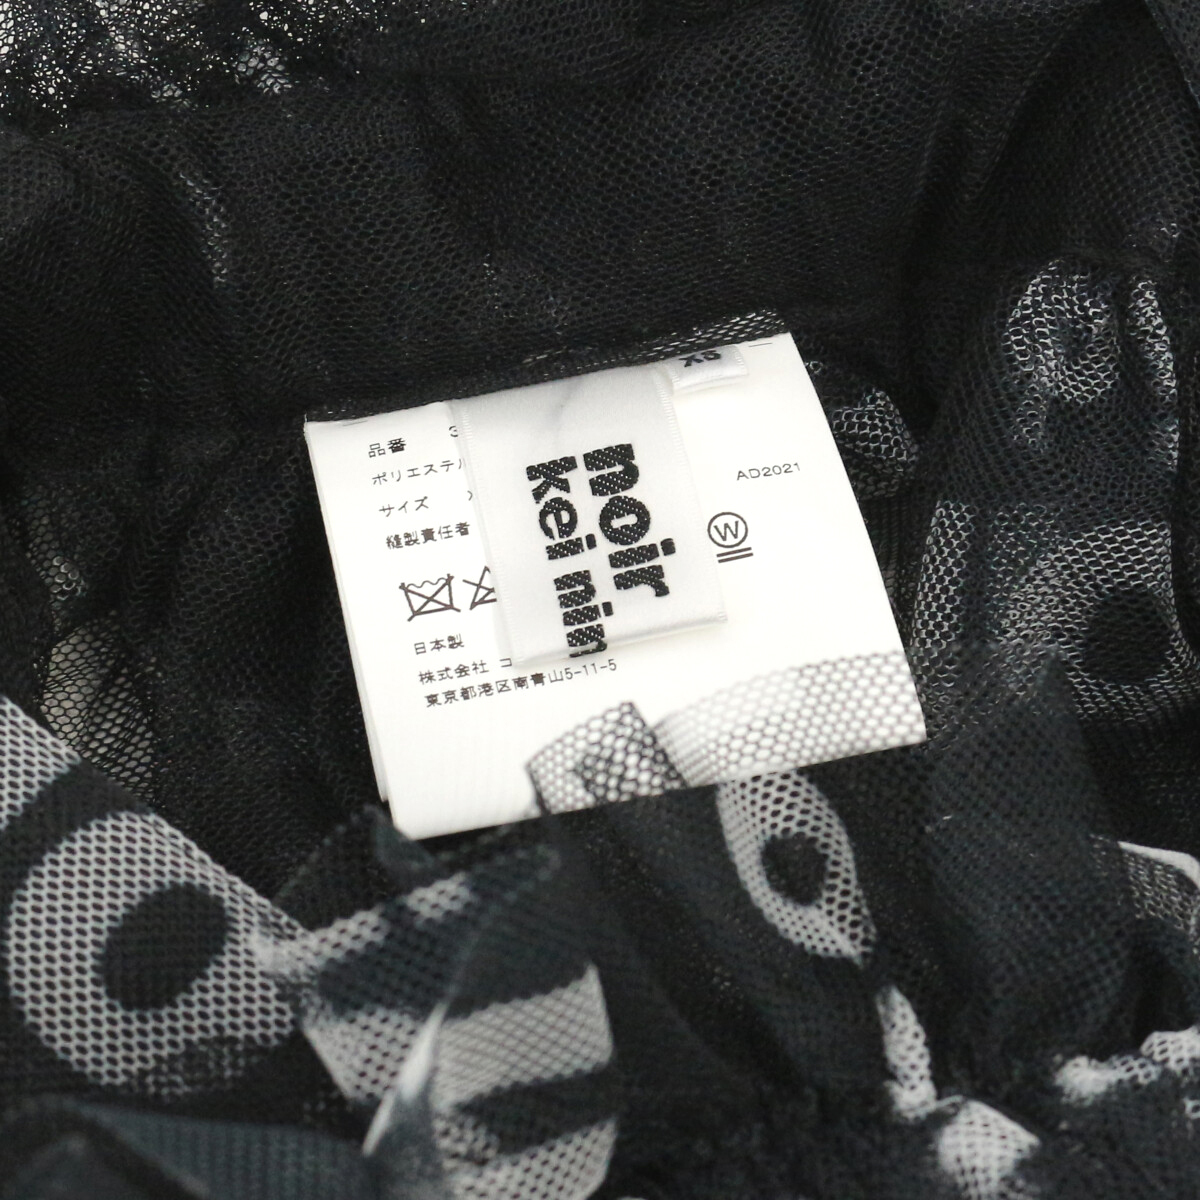 品番
ポリエステル
サイズ
縫製責任者
日本製
株式会社 コ
東京都港区南青山5-11-5
noir
kei nin
AD2021
W